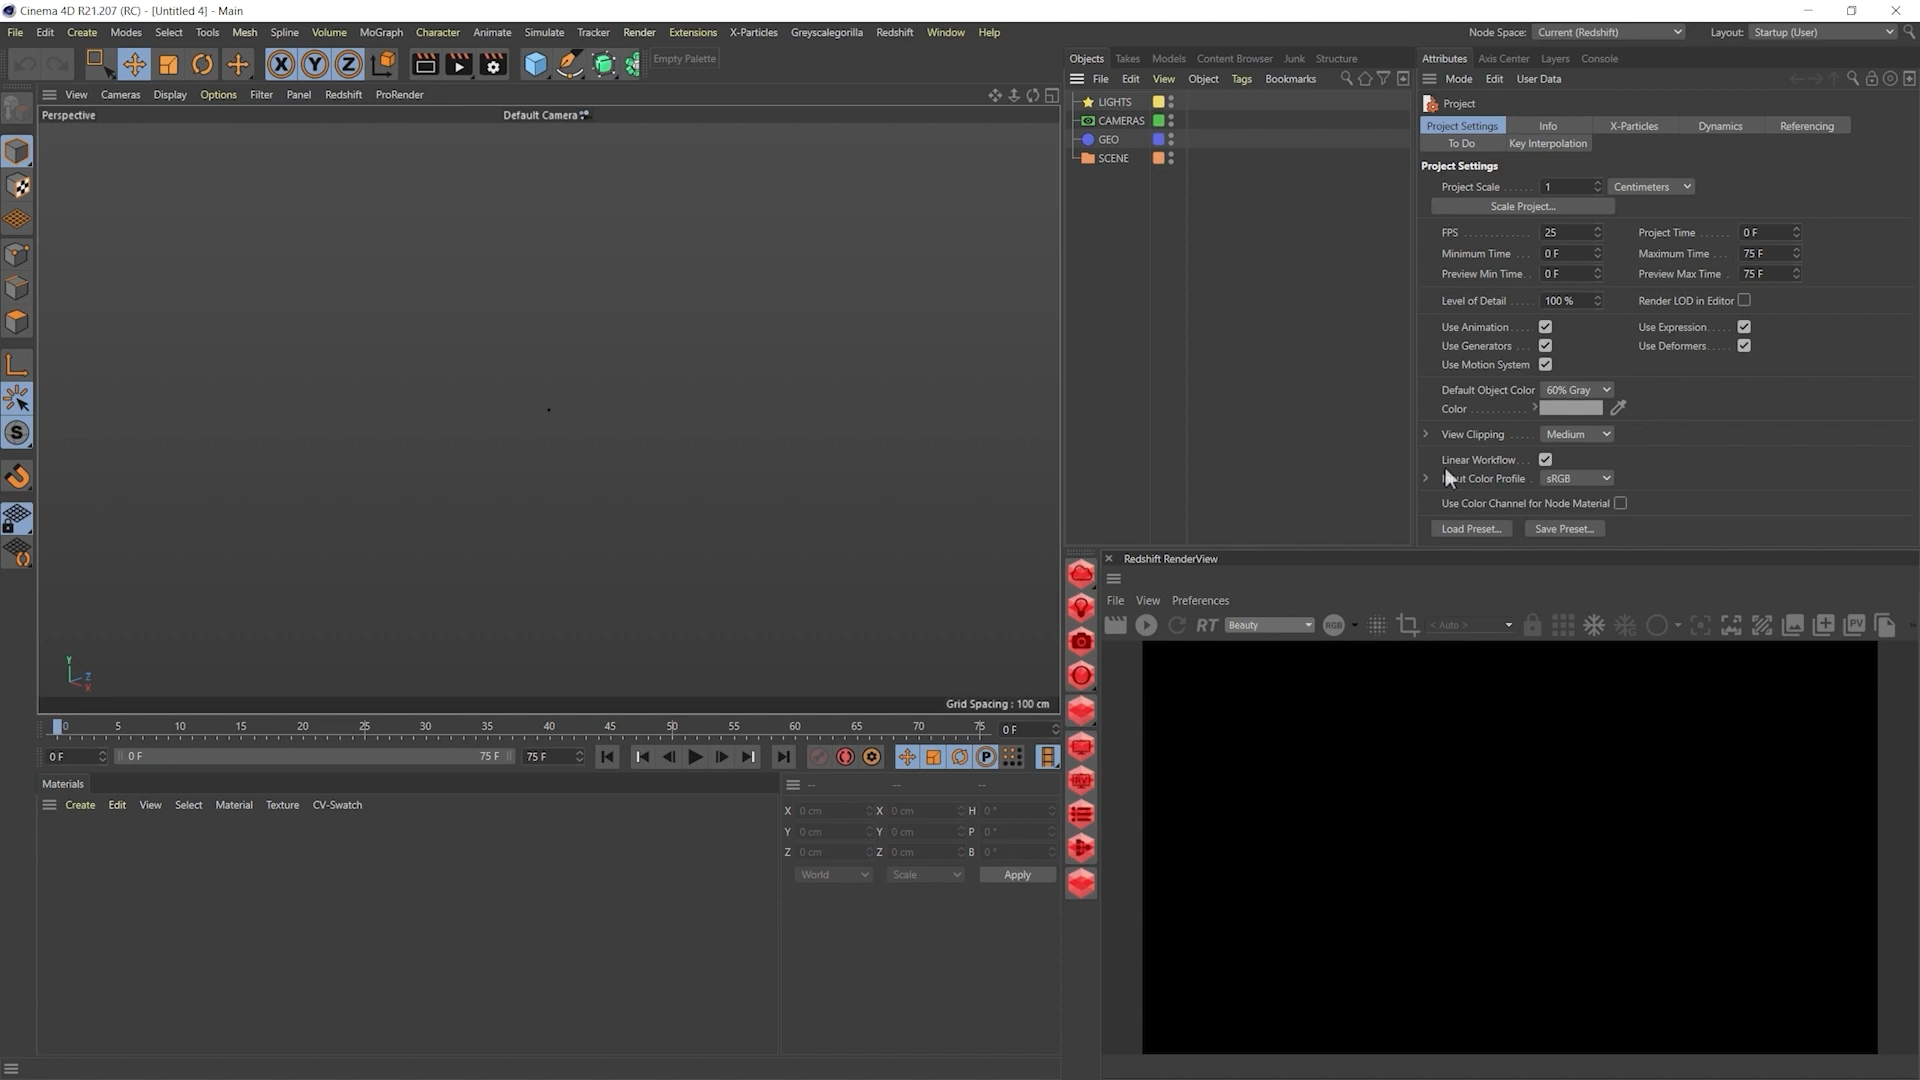 Cinema 4D R21.207 (RC) - [Untitled 4] - Main
File Edit Create Modes Select Tools Mesh Spline Volume MoGraph Character Animate Simulate Tracker Render Extensions X-Particles Greyscalegorilla Redshift Window Help
Node Space: Current (Redshift) Layout: Startup (User)
X Y Z Empty Palette
Objects Takes Models Content Browser Junk Structure
File Edit View Object Tags Bookmarks
LIGHTS
CAMERAS
GEO
SCENE
View Cameras Display Options Filter Panel Redshift ProRender
Perspective
Default Camera
Y
Z
X
Grid Spacing : 100 cm
0 5 10 15 20 25 30 35 40 45 50 55 60 65 70 75 0 F
0 F 0 F 75 F 75 F P
Materials
Create Edit View Select Material Texture CV-Swatch
-- -- --
X 0 cm X 0 cm H 0 °
Y 0 cm Y 0 cm P 0 °
Z 0 cm Z 0 cm B 0 °
World Scale Apply
Attributes Axis Center Layers Console
Mode Edit User Data
Project
Project Settings Info X-Particles Dynamics Referencing
To Do Key Interpolation
Project Settings
Project Scale 1 Centimeters
Scale Project...
FPS 25 Project Time 0 F
Minimum Time 0 F Maximum Time 75 F
Preview Min Time 0 F Preview Max Time 75 F
Level of Detail 100 % Render LOD in Editor
Use Animation Use Expression
Use Generators Use Deformers
Use Motion System
Default Object Color 60% Gray
Color
View Clipping Medium
Linear Workflow
ut Color Profile sRGB
Use Color Channel for Node Material
Load Preset... Save Preset...
Redshift RenderView
File View Preferences
RT Beauty RGB < Auto > PV
RV
S